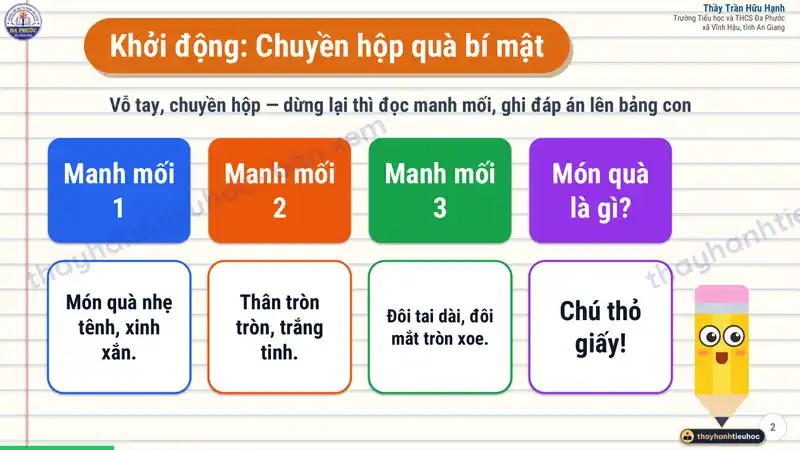 ĐA PHƯỚC
Thầy Trần Hữu Hạnh
Trường Tiểu học và THCS Đa Phước
xã Vĩnh Hậu, tỉnh An Giang
Khởi động: Chuyền hộp quà bí mật
Vỗ tay, chuyền hộp — dừng lại thì đọc manh mối, ghi đáp án lên bảng con
Manh mối
1
Manh mối
2
Manh mối
3
Món quà
là gì?
Món quà nhẹ
tênh, xinh
xắn.
Thân tròn
tròn, trắng
tinh.
Đôi tai dài, đôi
mắt tròn xoe.
Chú thỏ
giấy!
2
thayhanhtieuhoc